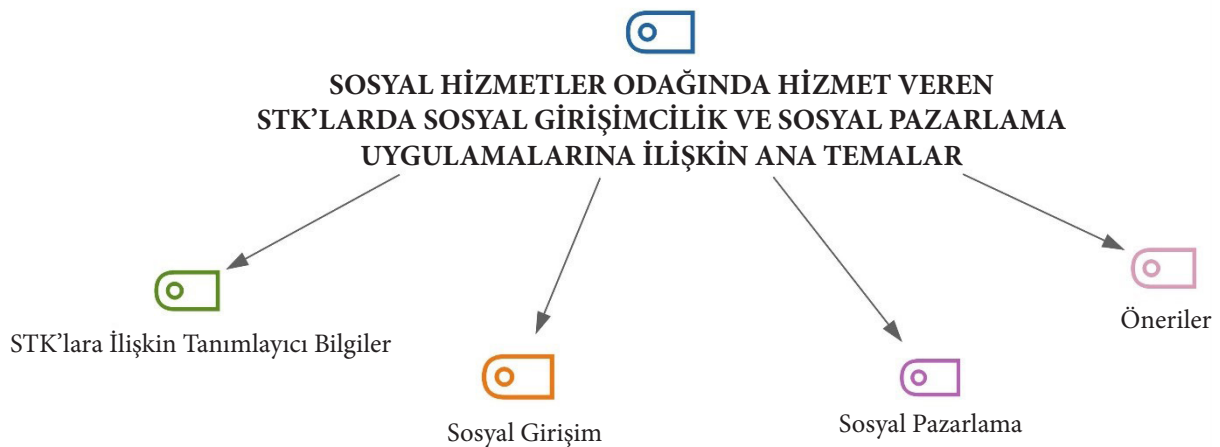 SOSYAL HİZMETLER ODAĞINDA HİZMET VEREN
STK’LARDA SOSYAL GİRİŞİMCİLİK VE SOSYAL PAZARLAMA
UYGULAMALARINA İLİŞKİN ANA TEMALAR
STK’lara İlişkin Tanımlayıcı Bilgiler
Sosyal Girişim
Sosyal Pazarlama
Öneriler